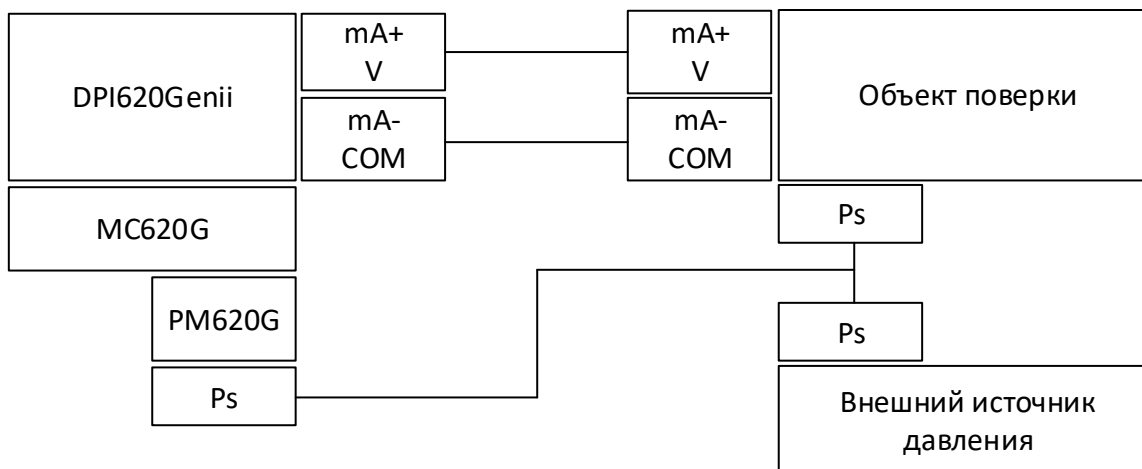 DPI620Genii
mA+
V
mA-
COM
mA+
V
mA-
COM
Объект поверки
MC620G
PM620G
Ps
Ps
Ps
Внешний источник
давления